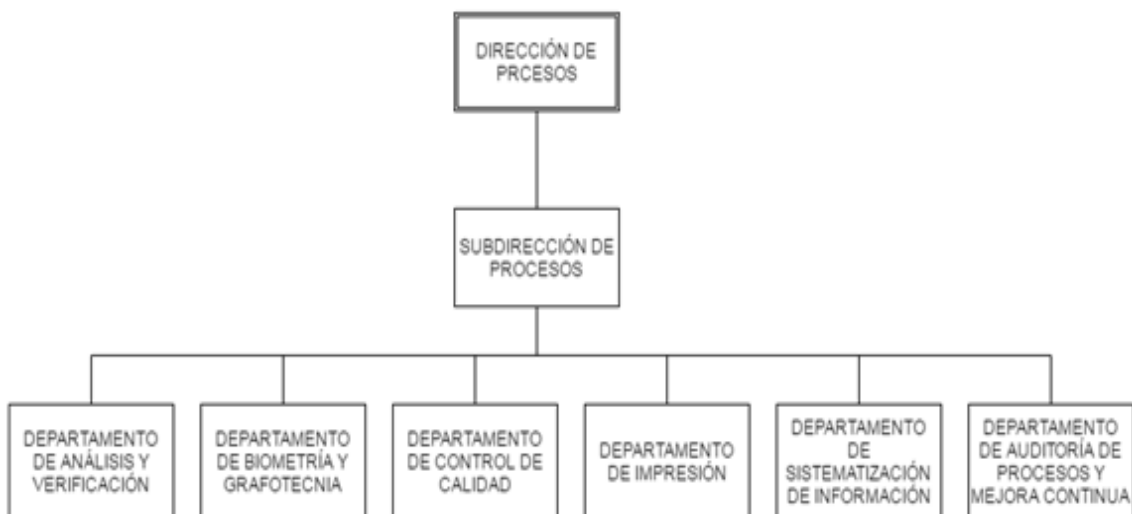 DIRECCIÓN DE
PRCESOS
SUBDIRECCIÓN DE
PROCESOS
DEPARTAMENTO
DE ANÁLISIS Y
VERIFICACIÓN
DEPARTAMENTO
DE BIOMETRÍA Y
GRAFOTECNIA
DEPARTAMENTO
DE CONTROL DE
CALIDAD
DEPARTAMENTO
DE IMPRESIÓN
DEPARTAMENTO
DE
SISTEMATIZACIÓN
DE INFORMACIÓN
DEPARTAMENTO
DE AUDITORÍA DE
PROCESOS Y
MEJORA CONTINUA